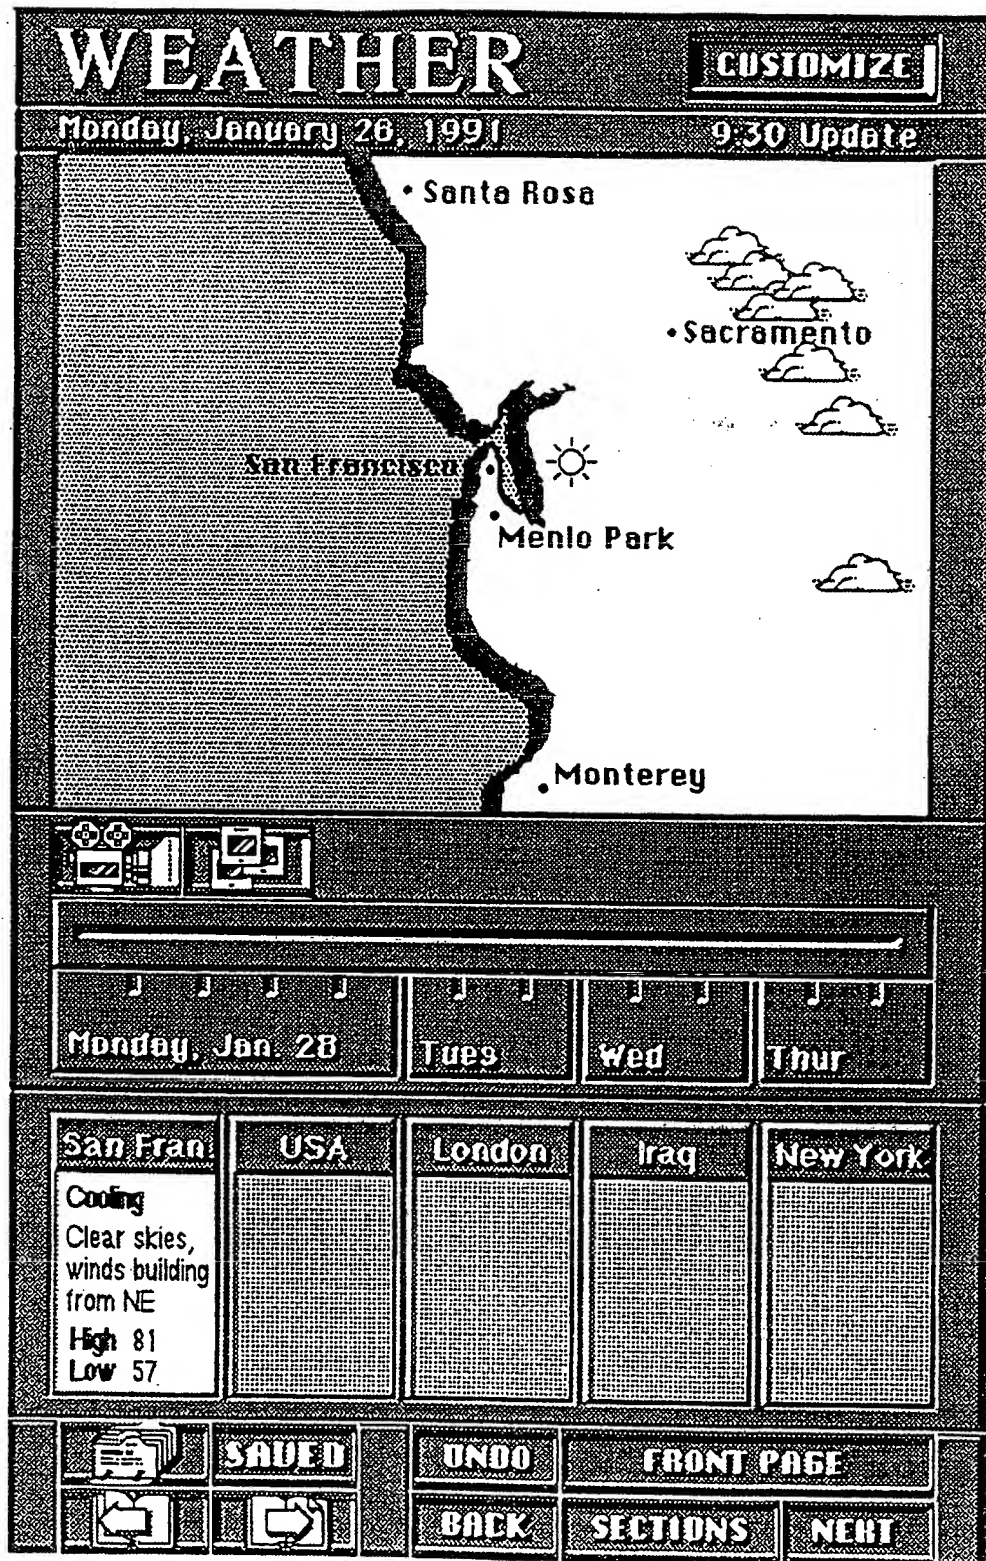 WEATHER
CUSTOMIZE
Monday, January 28, 1991
9:30 Update
Santa Rosa
Sacramento
San Francisco
Menlo Park
Monterey
Monday, Jan. 28
Tues
Wed
Thur
San Fran.
USA
London
Iraq
New York
Cooling
Clear skies,
winds building
from NE
High 81
Low 57
SAVED
UNDO
FRONT PAGE
BACK
SECTIONS
NEXT